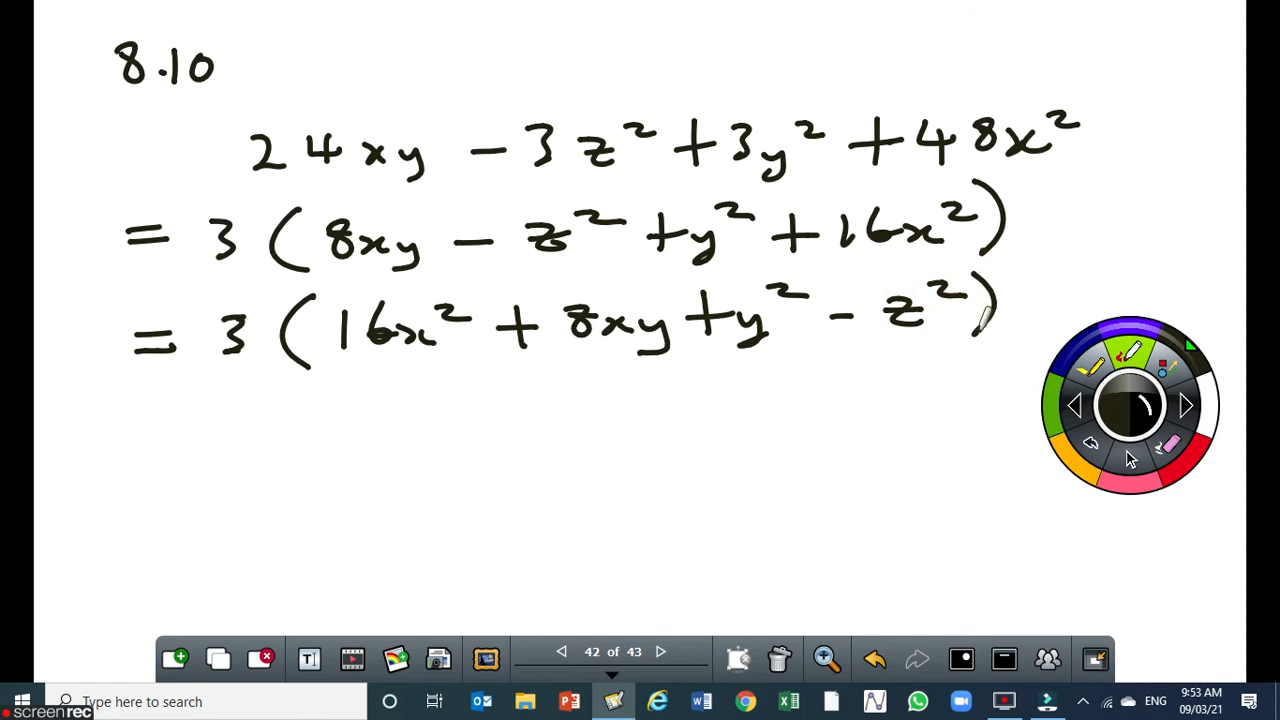 8.10
24xy - 3z² + 3y² + 48x²
= 3 ( 8xy - z² + y² + 16x² )
= 3 ( 16x² + 8xy + y² - z² )
42 of 43
Type here to search
ENG
9:53 AM
09/03/21
screenrec